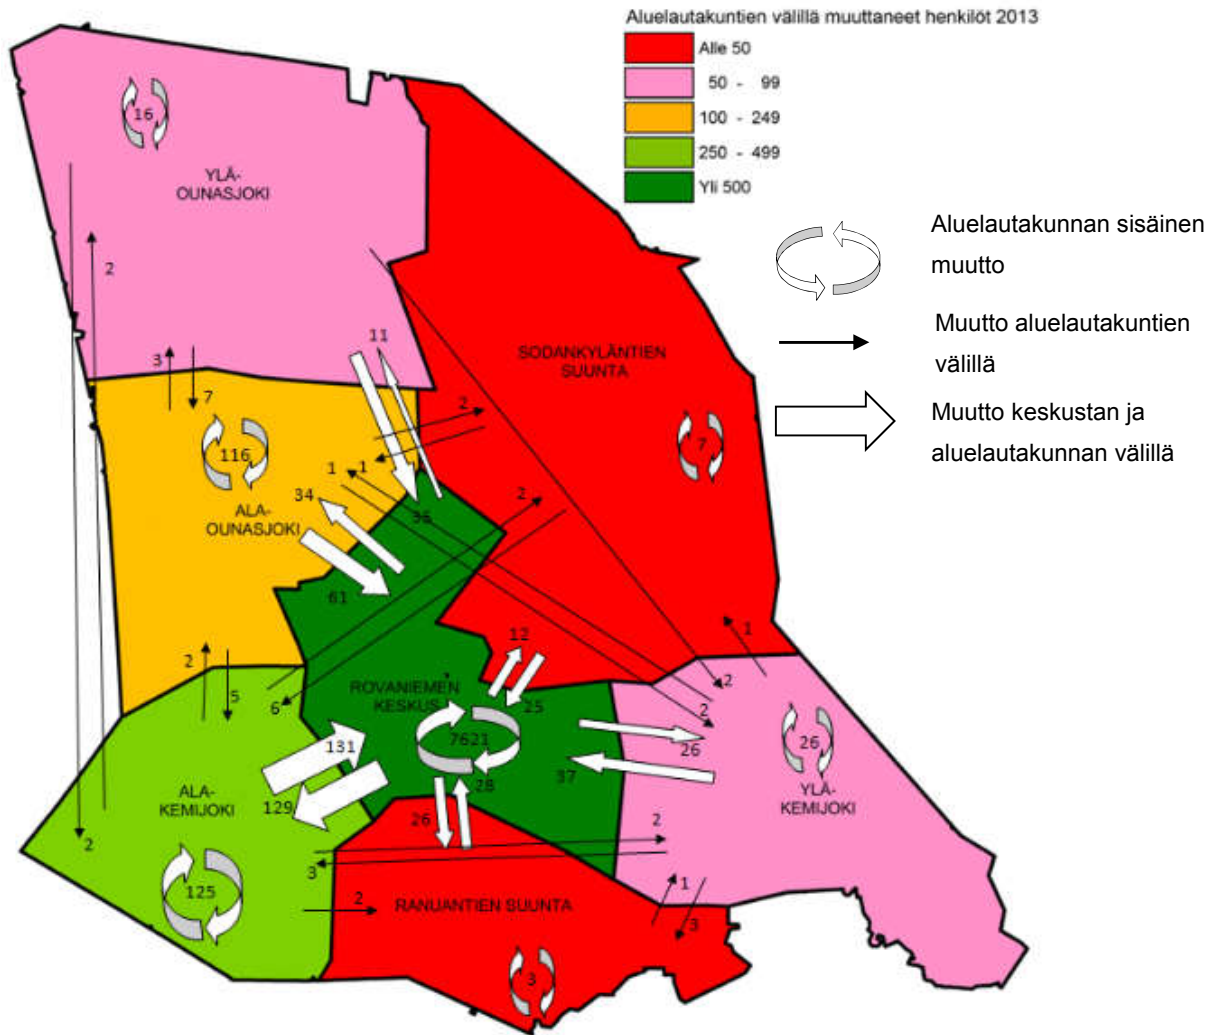 Aluelautakuntien välillä muuttaneet henkilöt 2013
Alle 50
50 - 99
100 - 249
250 - 499
Yli 500
Aluelautakunnan sisäinen
muutto
Muutto aluelautakuntien
välillä
Muutto keskustan ja
aluelautakunnan välillä
16
YLÄ-
OUNASJOKI
2
11
3
7
SODANKYLÄNTIEN
SUUNTA
2
7
116
1
1
34
2
35
ALA-
OUNASJOKI
61
12
1
2
5
6
ROVANIEMEN
KESKUS
25
2
2
7621
131
26
26
37
28
YLÄ-
KEMIJOKI
ALA-
KEMIJOKI
129
26
2
2
3
125
2
1
RANUANTIEN SUUNTA
3
3